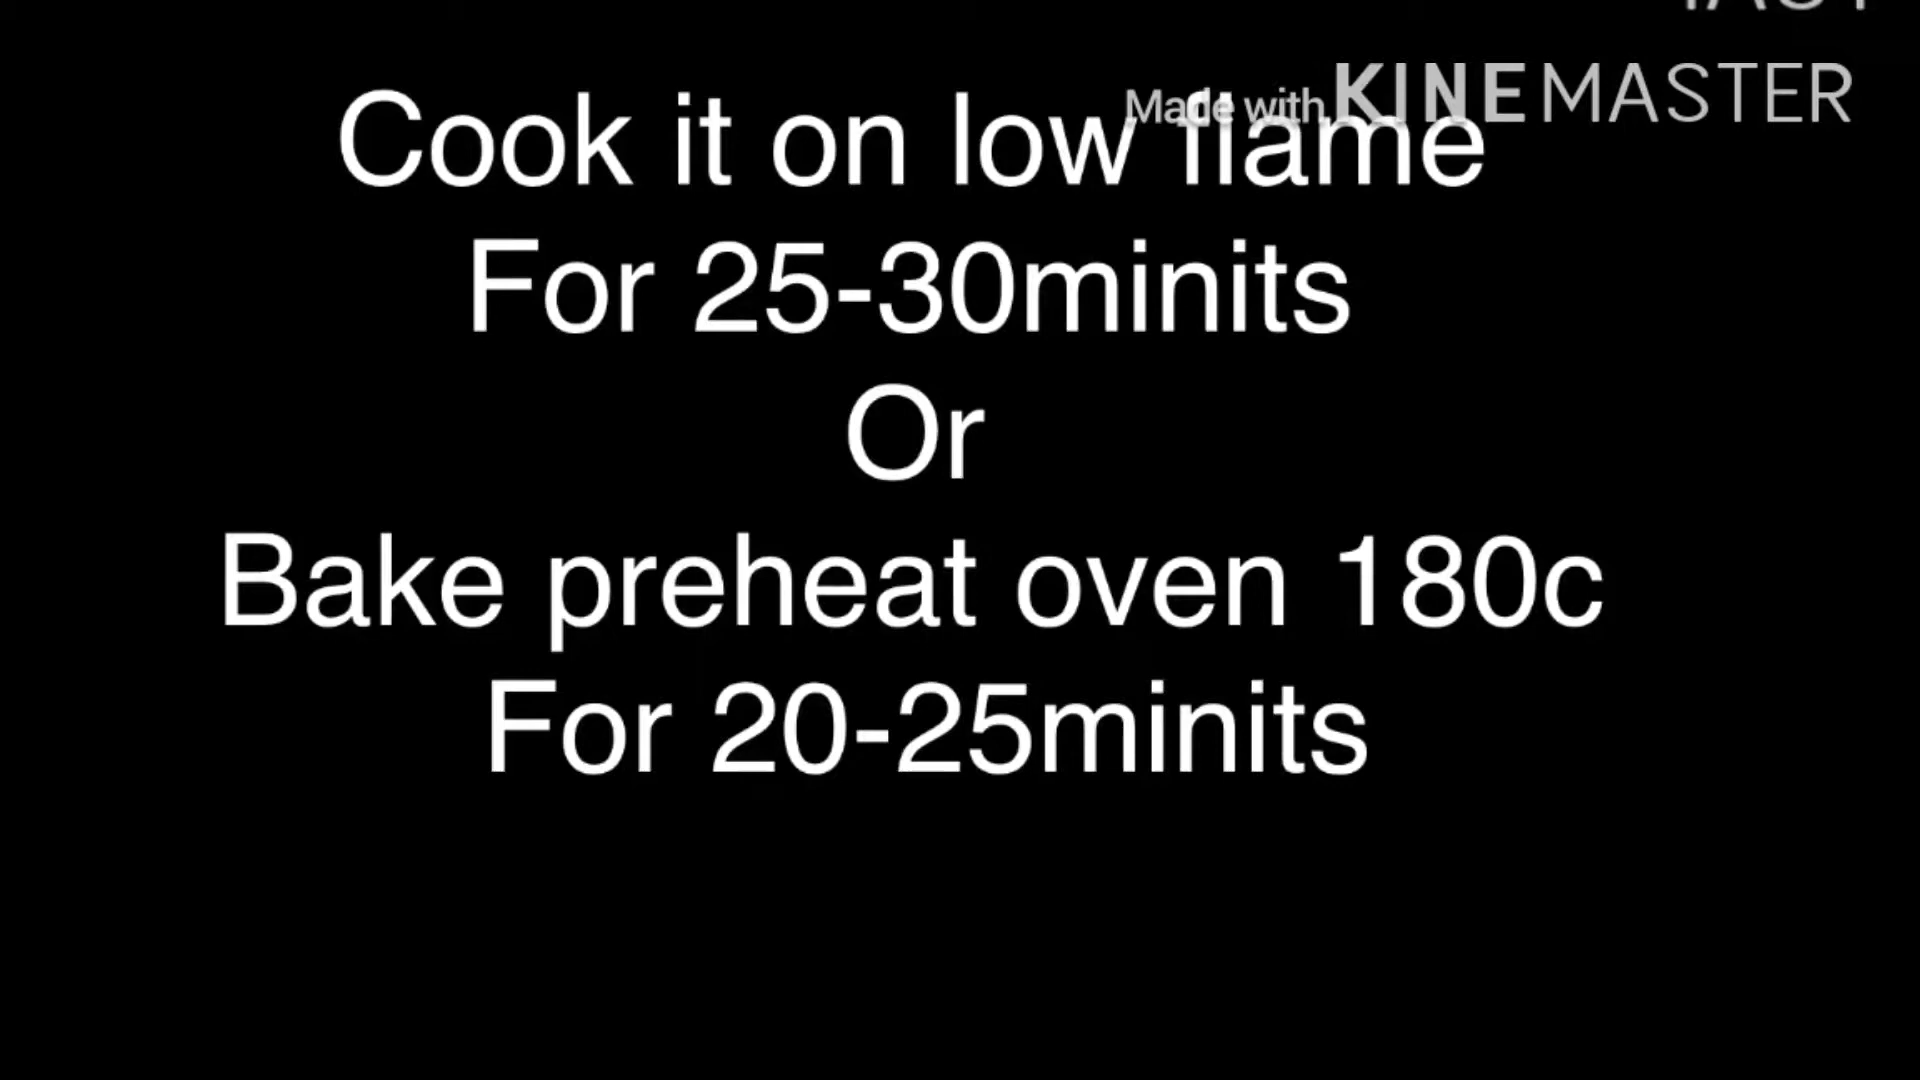 Made with KINEMASTER
Cook it on low flame
For 25-30minits
Or
Bake preheat oven 180c
For 20-25minits